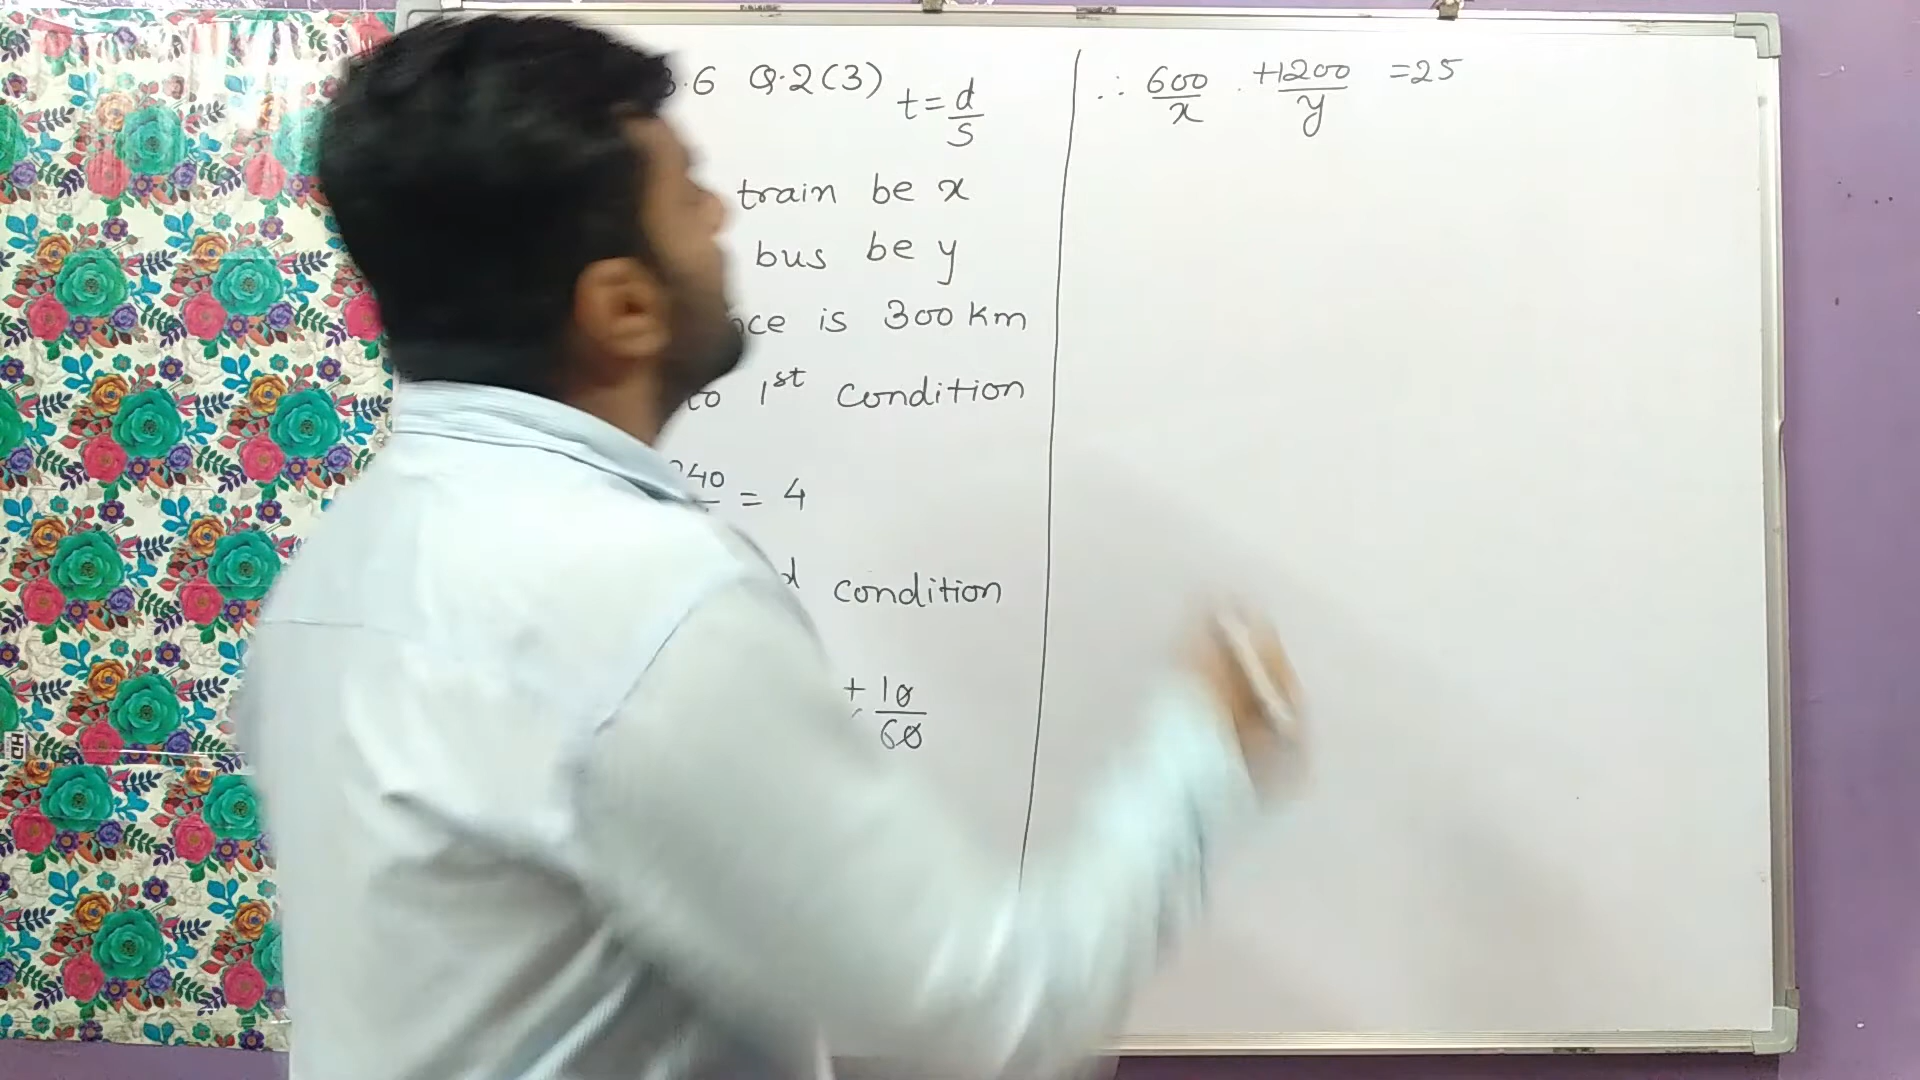 3.6 Q.2(3) t = d/s
train be x
bus be y
is 300 km
to 1st condition
240 = 4
condition
+ 10/60
∴ 600/x + 1200/y = 25
CH